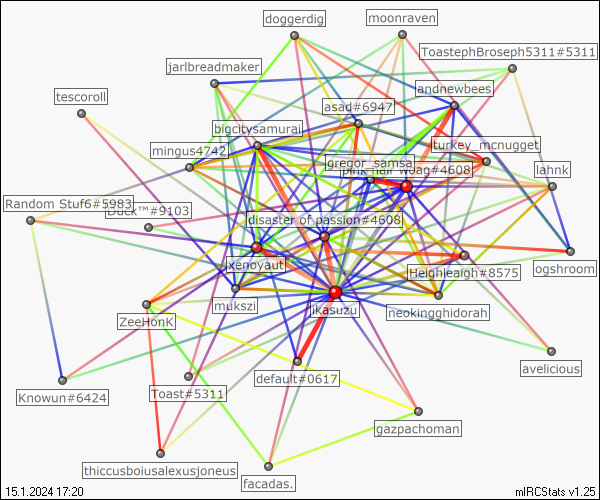 doggerdig
moonraven
ToastephBroseph5311#5311
jarlbreadmaker
andnewbees
tescoroll
asad#6947
bigcitysamurai
turkey_mcnugget
mingus4742
gregor_samsa
pink hair woag#4608
lahnk
Random Stuf6#5983
Duck™#9103
disaster of passion#4608
ogshroom
xenoyaut
Heighleaigh#8575
mukszi
jikasuzu
neokingghidorah
ZeeHonK
avelicious
default#0617
Knowun#6424
Toast#5311
gazpachoman
thiccusboiusalexusjoneus
facadas.
15.1.2024 17:20
mIRCStats v1.25